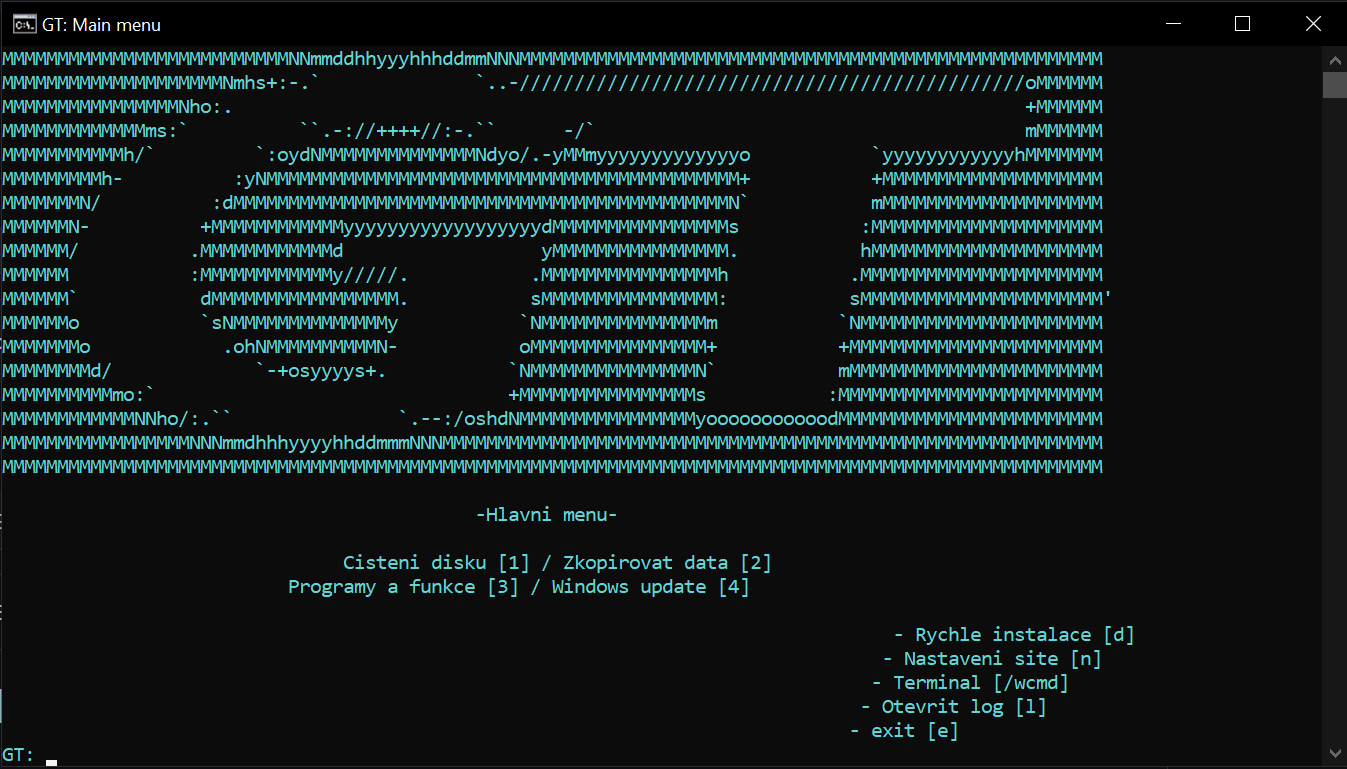 GT: Main menu
GT
-Hlavni menu-
Cisteni disku [1] / Zkopirovat data [2]
Programy a funkce [3] / Windows update [4]
- Rychle instalace [d]
- Nastaveni site [n]
- Terminal [/wcmd]
- Otevrit log [l]
- exit [e]
GT: